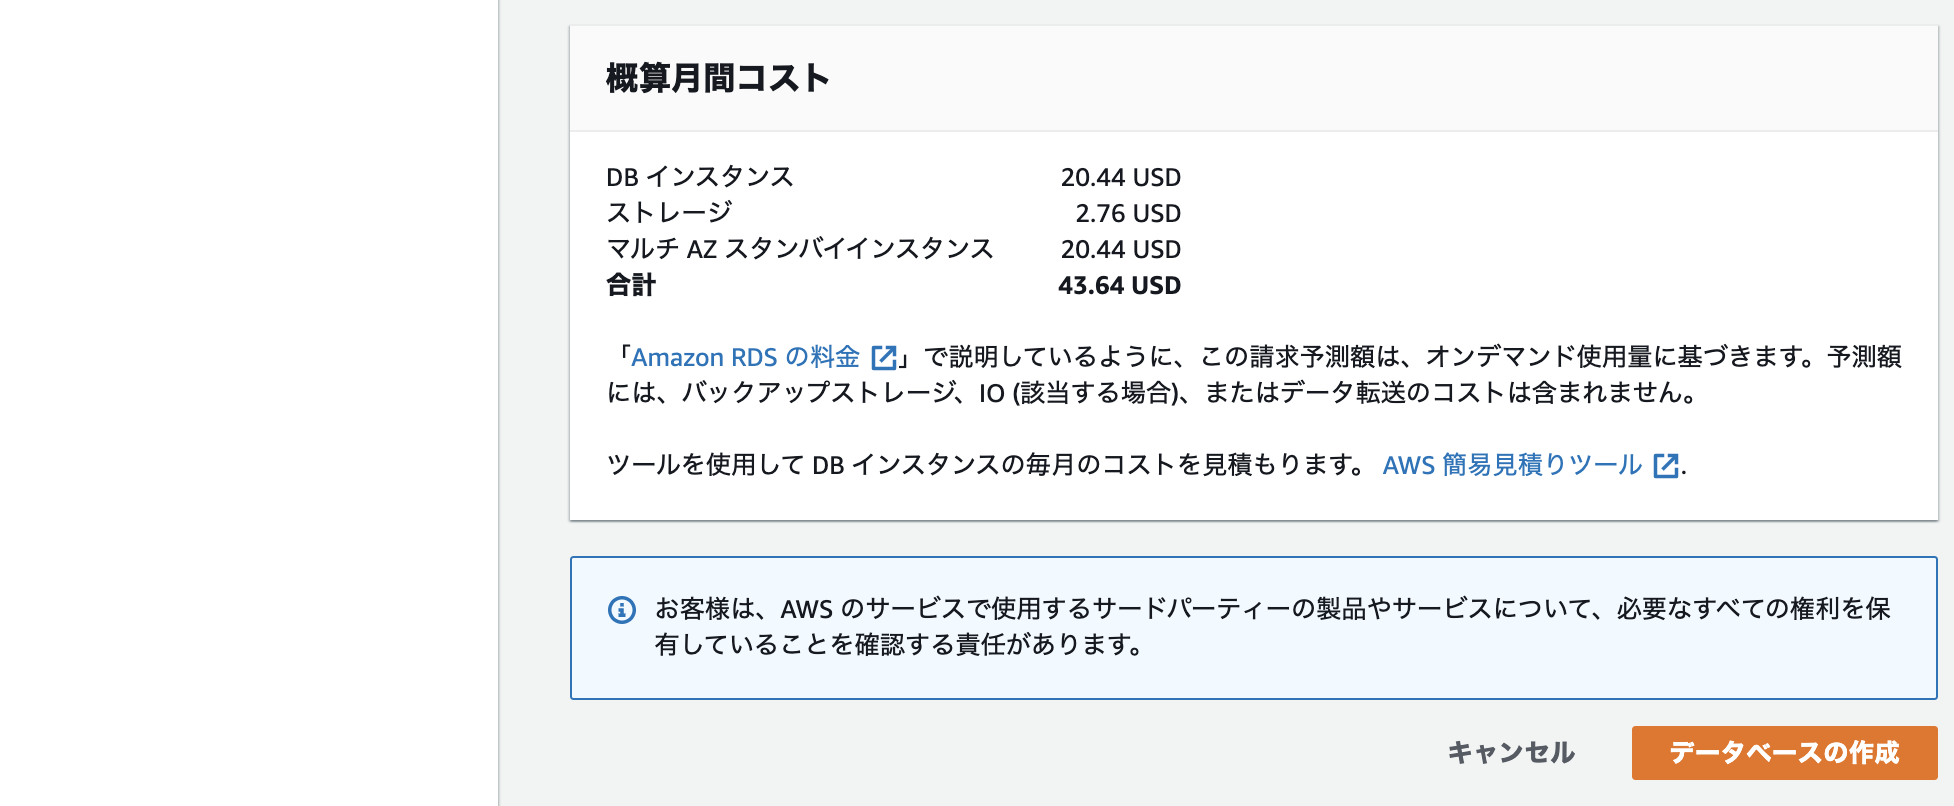 概算月間コスト
DB インスタンス 20.44 USD
ストレージ 2.76 USD
マルチ AZ スタンバイインスタンス 20.44 USD
合計 43.64 USD
「Amazon RDS の料金」で説明しているように、この請求予測額は、オンデマンド使用量に基づきます。予測額
には、バックアップストレージ、IO (該当する場合)、またはデータ転送のコストは含まれません。
ツールを使用して DB インスタンスの毎月のコストを見積もります。 AWS 簡易見積りツール .
お客様は、AWS のサービスで使用するサードパーティーの製品やサービスについて、必要なすべての権利を保
有していることを確認する責任があります。
キャンセル データベースの作成